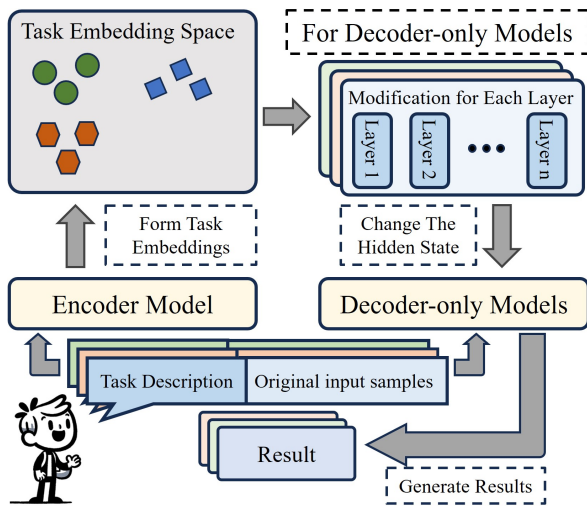 Task Embedding Space
For Decoder-only Models
Modification for Each Layer
Layer 1
Layer 2
Layer n
Form Task
Embeddings
Change The
Hidden State
Encoder Model
Decoder-only Models
Task Description
Original input samples
Result
Generate Results